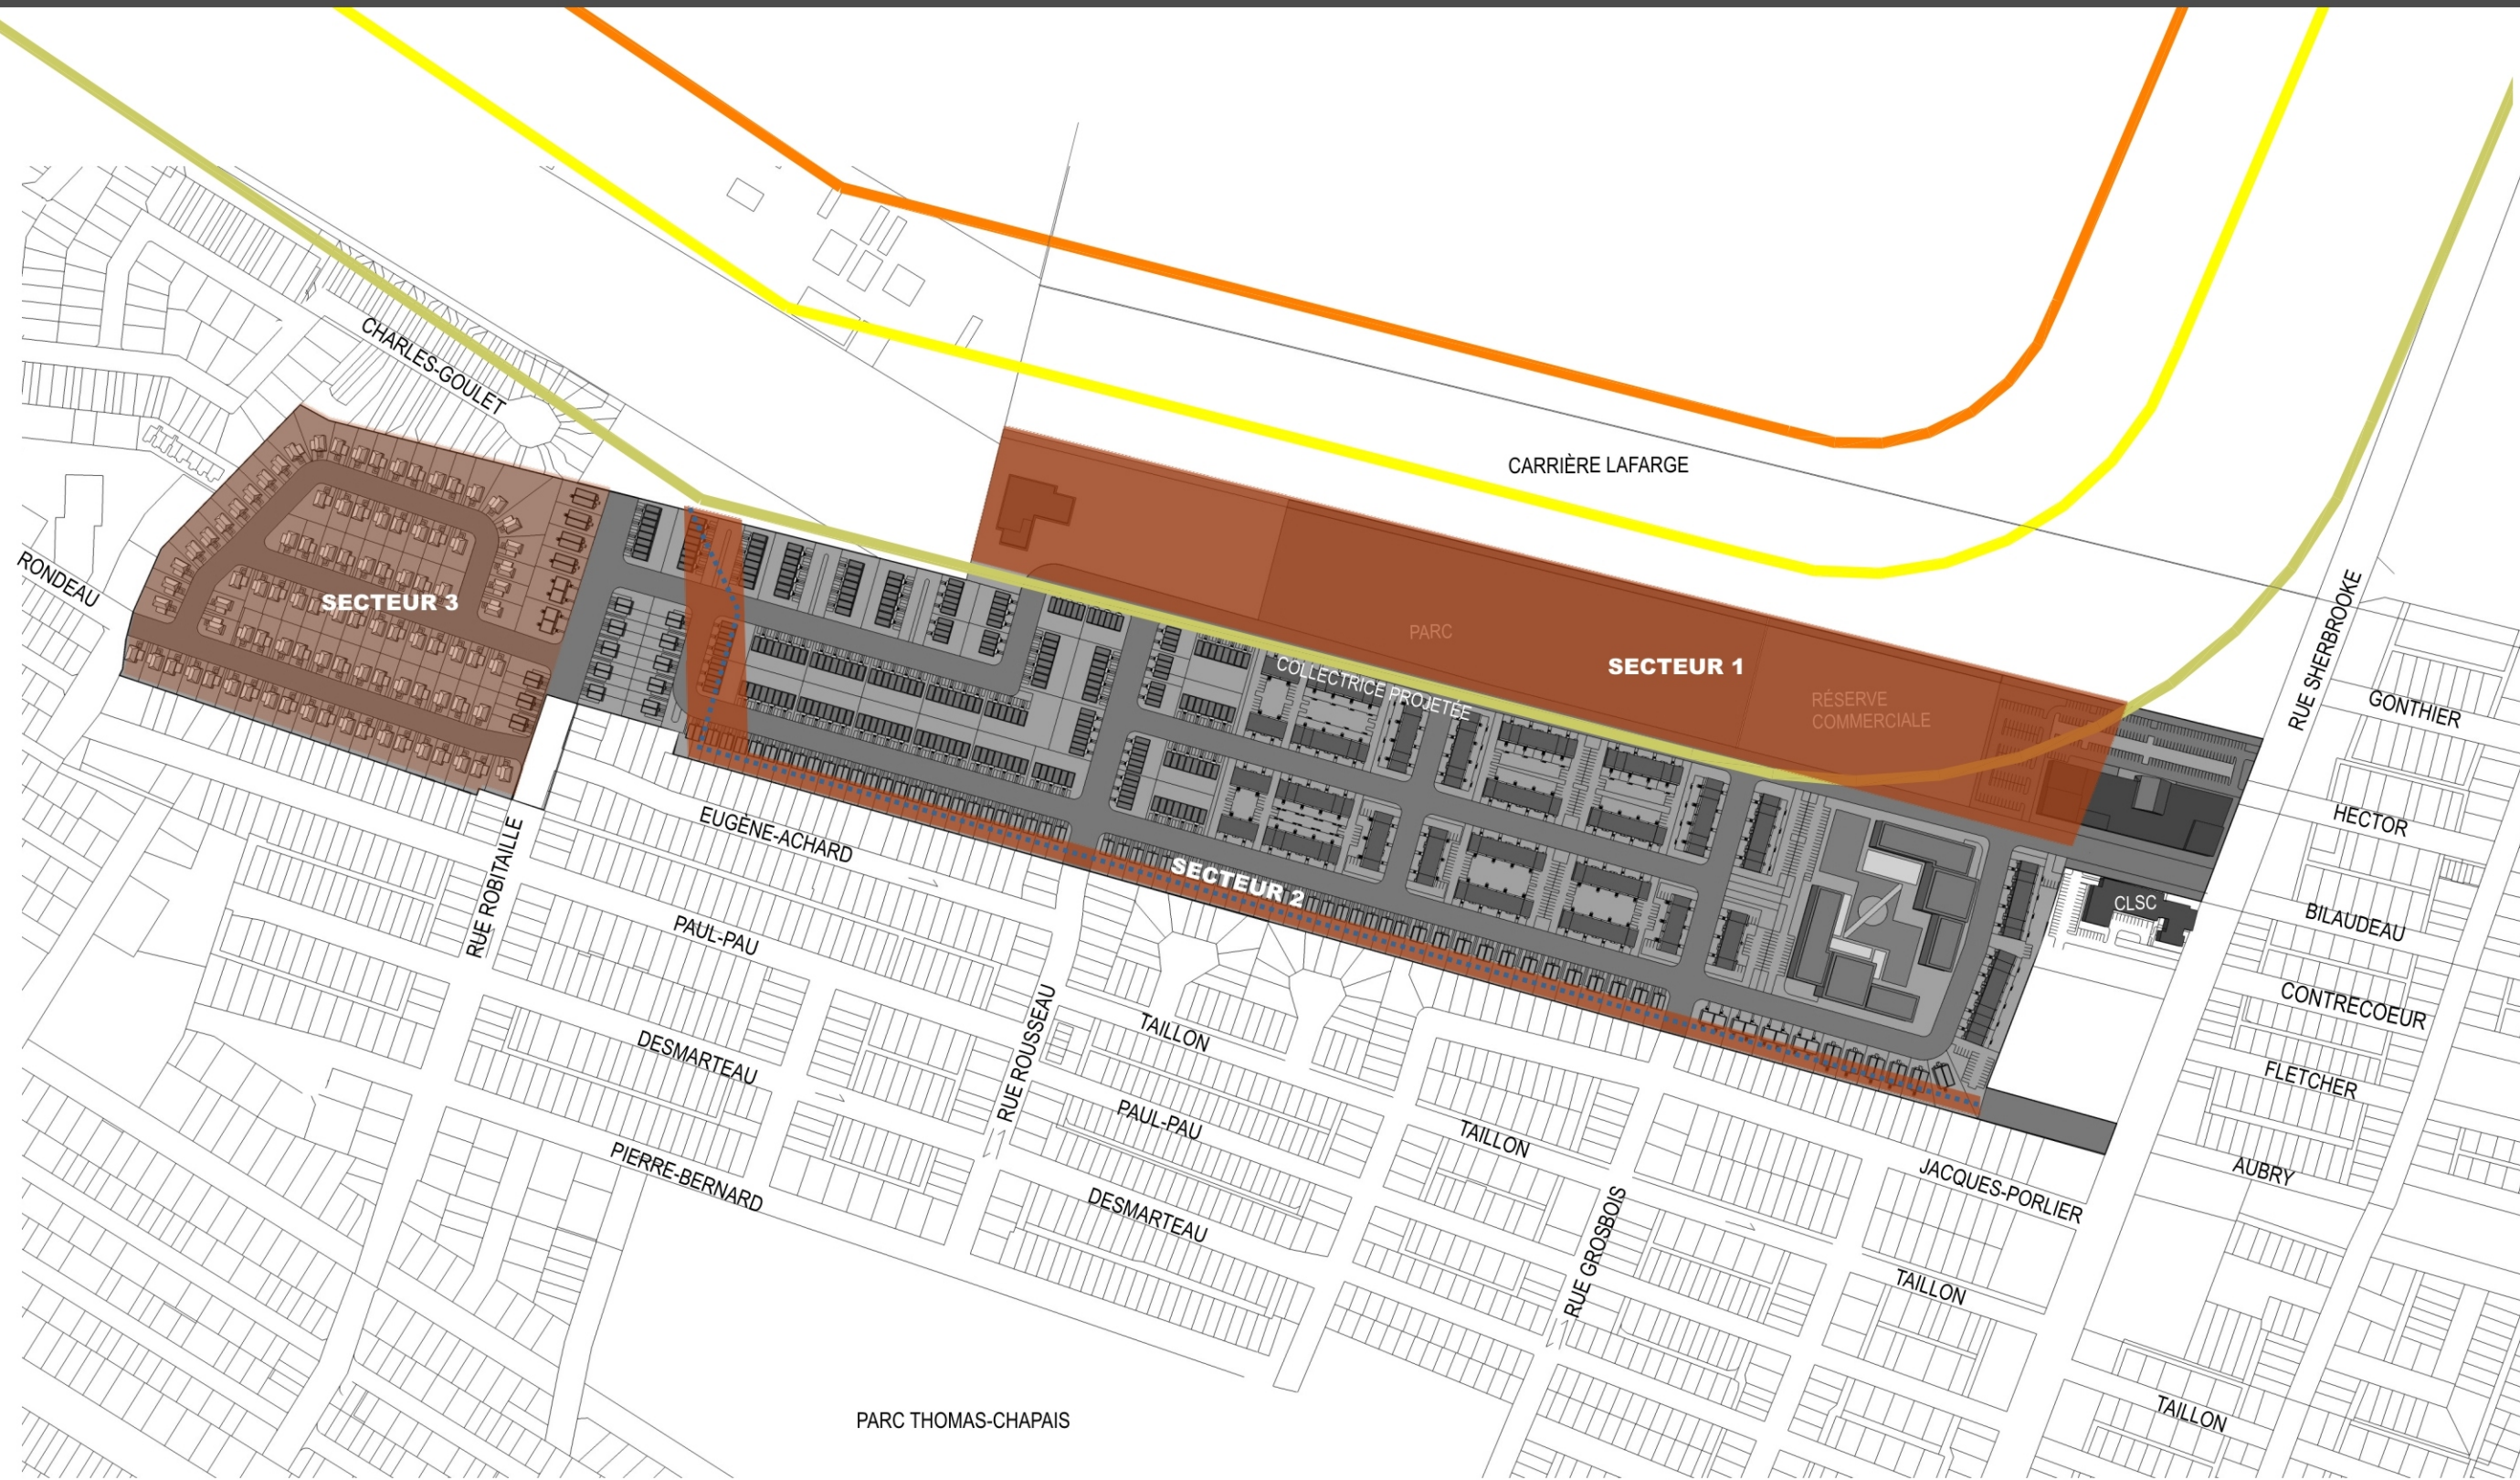 CHARLES-GOULET
CARRIÈRE LAFARGE
RONDEAU
SECTEUR 3
PARC
SECTEUR 1
COLLECTRICE PROJETÉE
RÉSERVE
COMMERCIALE
RUE SHERBROOKE
GONTHIER
HECTOR
EUGÈNE-ACHARD
SECTEUR 2
CLSC
BILAUDEAU
RUE ROBITAILLE
PAUL-PAU
CONTRECOEUR
DESMARTEAU
RUE ROUSSEAU
TAILLON
FLETCHER
PAUL-PAU
TAILLON
PIERRE-BERNARD
AUBRY
JACQUES-PORLIER
DESMARTEAU
RUE GROSBOIS
TAILLON
PARC THOMAS-CHAPAIS
TAILLON